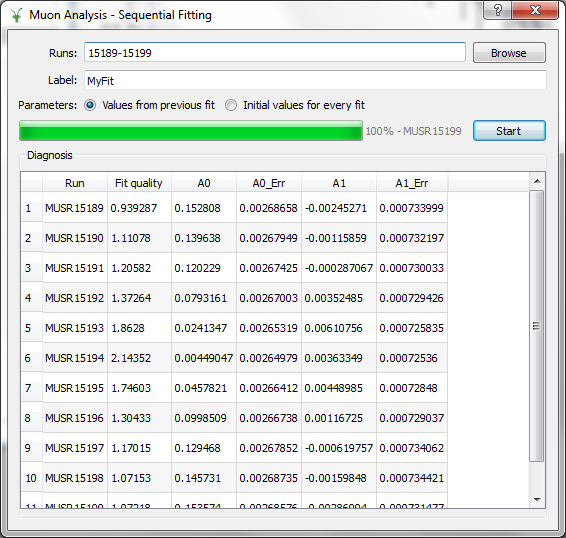 Muon Analysis - Sequential Fitting
Runs: 15189-15199 Browse
Label: MyFit
Parameters: Values from previous fit Initial values for every fit
100% - MUSR15199 Start
Diagnosis
Run Fit quality A0 A0_Err A1 A1_Err
1 MUSR15189 0.939287 0.152808 0.00268658 -0.00245271 0.000733999
2 MUSR15190 1.11078 0.139638 0.00267949 -0.00115859 0.000732197
3 MUSR15191 1.20582 0.120229 0.00267425 -0.000287067 0.000730033
4 MUSR15192 1.37264 0.0793161 0.00267003 0.00352485 0.000729426
5 MUSR15193 1.8628 0.0241347 0.00265319 0.00610756 0.000725835
6 MUSR15194 2.14352 0.00449047 0.00264979 0.00363349 0.00072536
7 MUSR15195 1.74603 0.0457821 0.00266412 0.00448985 0.00072848
8 MUSR15196 1.30433 0.0998509 0.00266738 0.00116725 0.000729037
9 MUSR15197 1.17015 0.129468 0.00267852 -0.000619757 0.000734062
10 MUSR15198 1.07153 0.145731 0.00268735 -0.00159848 0.000734421
11 MUSR15199 1.07218 0.153574